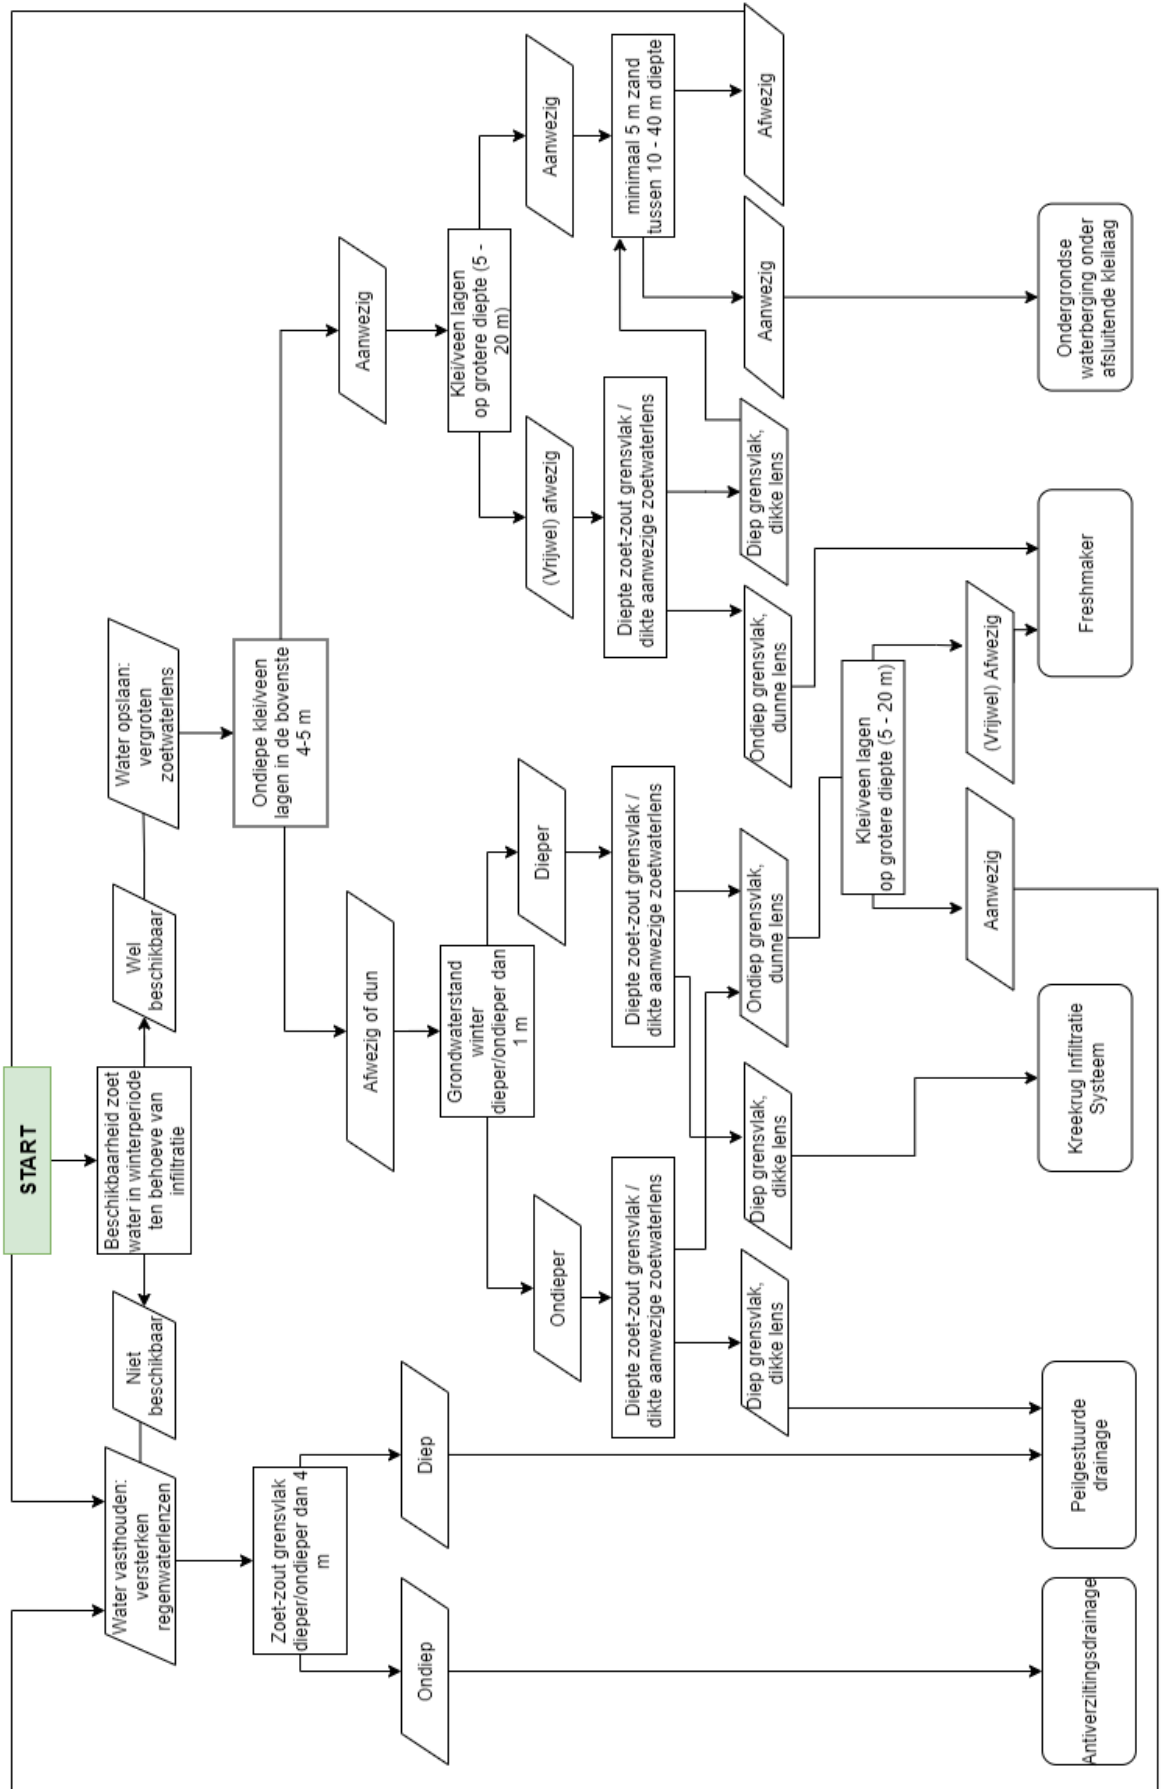 START
Beschikbaarheid zoet
water in winterperiode
ten behoeve van
infiltratie
Niet
beschikbaar
Wel
beschikbaar
Water vasthouden:
versterken
regenwaterlenzen
Water opslaan:
vergroten
zoetwaterlens
Zoet-zout grensvlak
dieper/ondieper dan 4
m
Ondiepe klei/veen
lagen in de bovenste
4-5 m
Ondiep
Diep
Afwezig of dun
Aanwezig
Grondwaterstand
winter
dieper/ondieper dan
1 m
Klei/veen lagen
op grotere diepte (5 -
20 m)
Ondieper
Dieper
(Vrijwel) afwezig
Aanwezig
Diepte zoet-zout grensvlak /
dikte aanwezige zoetwaterlens
Diepte zoet-zout grensvlak /
dikte aanwezige zoetwaterlens
Diepte zoet-zout grensvlak /
dikte aanwezige zoetwaterlens
minimaal 5 m zand
tussen 10 - 40 m diepte
Diep grensvlak,
dikke lens
Diep grensvlak,
dikke lens
Ondiep grensvlak,
dunne lens
Ondiep grensvlak,
dunne lens
Diep grensvlak,
dikke lens
Aanwezig
Afwezig
Klei/veen lagen
op grotere diepte (5 - 20 m)
Aanwezig
(Vrijwel) Afwezig
Antiverziltingsdrainage
Peilgestuurde
drainage
Kreekrug Infiltratie
Systeem
Freshmaker
Ondergrondse
waterberging onder
afsluitende kleilaag